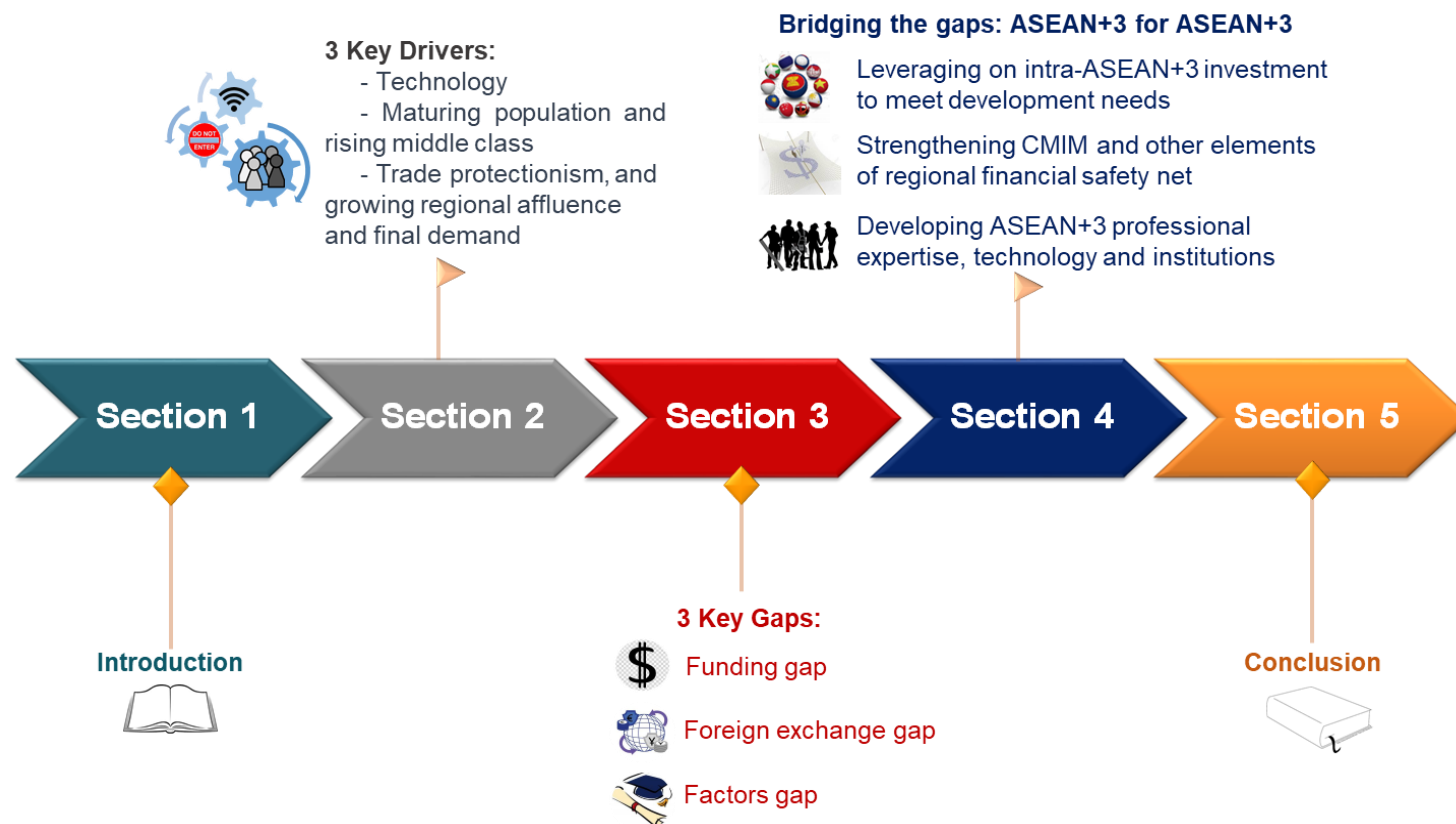 3 Key Drivers:
- Technology
- Maturing population and
rising middle class
- Trade protectionism, and
growing regional affluence
and final demand
DO NOT
ENTER
Bridging the gaps: ASEAN+3 for ASEAN+3
Leveraging on intra-ASEAN+3 investment
to meet development needs
Strengthening CMIM and other elements
of regional financial safety net
Developing ASEAN+3 professional
expertise, technology and institutions
Section 1
Section 2
Section 3
Section 4
Section 5
Introduction
3 Key Gaps:
$ Funding gap
Foreign exchange gap
Factors gap
Conclusion